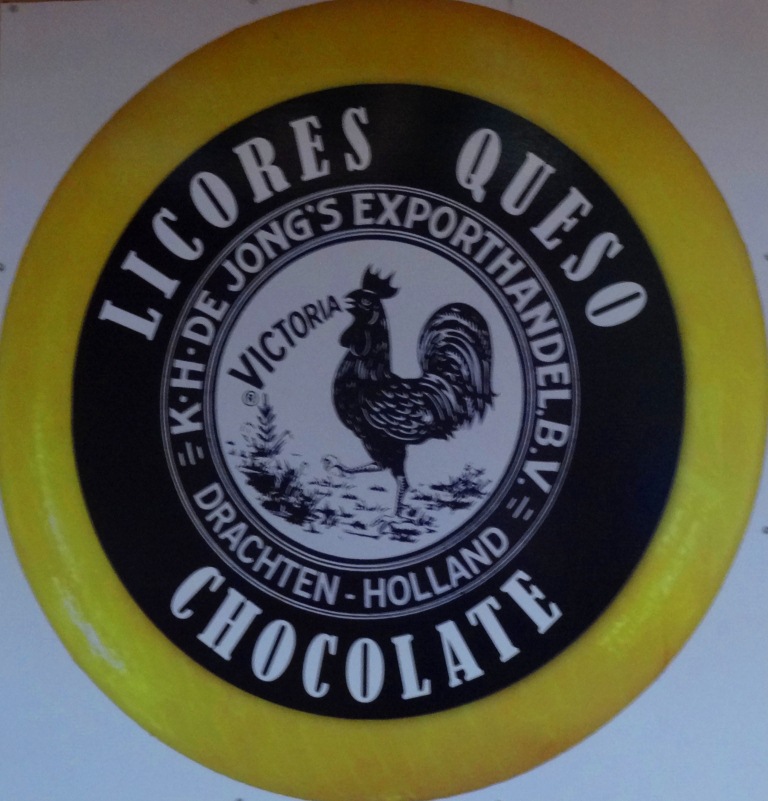 LICORES QUESO
K·H·DE JONG'S EXPORTHANDEL, B.V.
VICTORIA
®
DRACHTEN - HOLLAND
CHOCOLATE